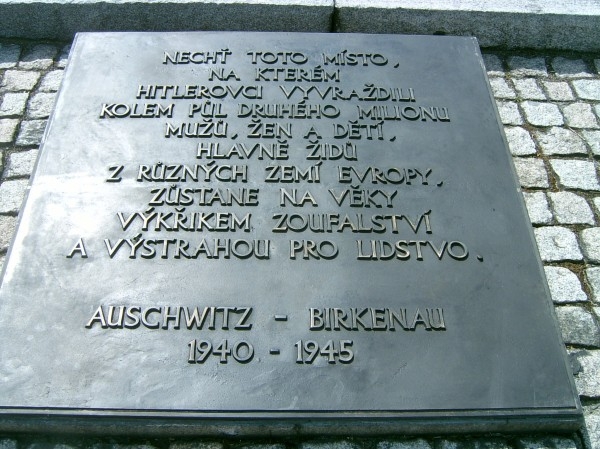 NECHŤ TOTO MÍSTO,
NA KTERÉM
HITLEROVCI VYVRAŽDILI
KOLEM PŮL DRUHÉHO MILIONU
MUŽŮ, ŽEN A DĚTÍ,
HLAVNĚ ŽIDŮ
Z RŮZNÝCH ZEMÍ EVROPY,
ZŮSTANE NA VĚKY
VÝKŘIKEM ZOUFALSTVÍ
A VÝSTRAHOU PRO LIDSTVO.
AUSCHWITZ - BIRKENAU
1940 - 1945